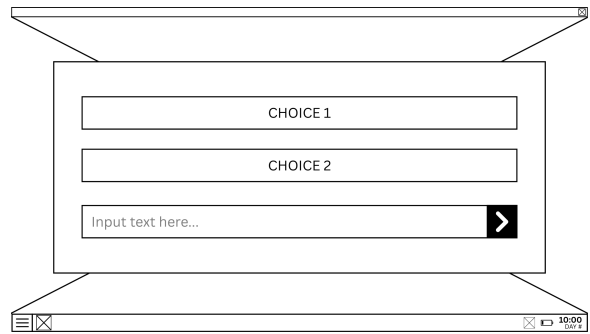 CHOICE 1
CHOICE 2
Input text here...
10:00
DAY #